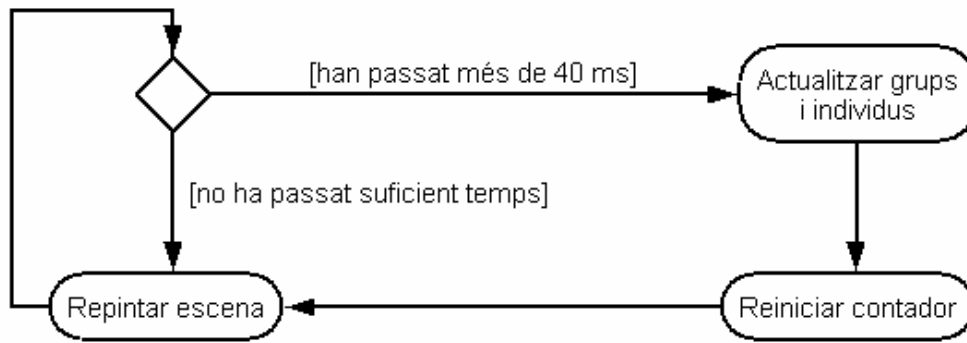 [han passat més de 40 ms]
Actualitzar grups
i individus
[no ha passat suficient temps]
Repintar escena
Reiniciar contador